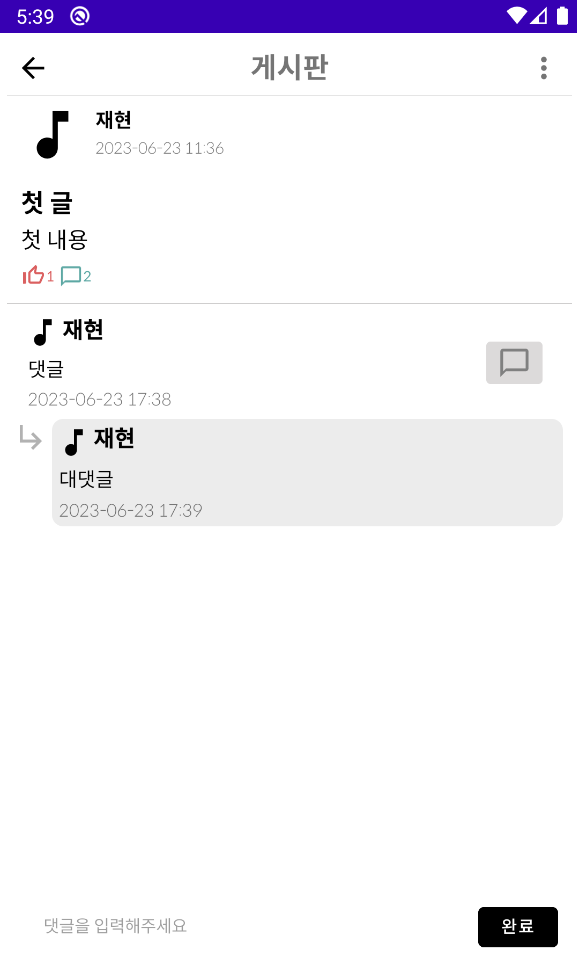 5:39
게시판
재현
2023-06-23 11:36
첫 글
첫 내용
1 2
재현
댓글
2023-06-23 17:38
재현
대댓글
2023-06-23 17:39
댓글을 입력해주세요 완료